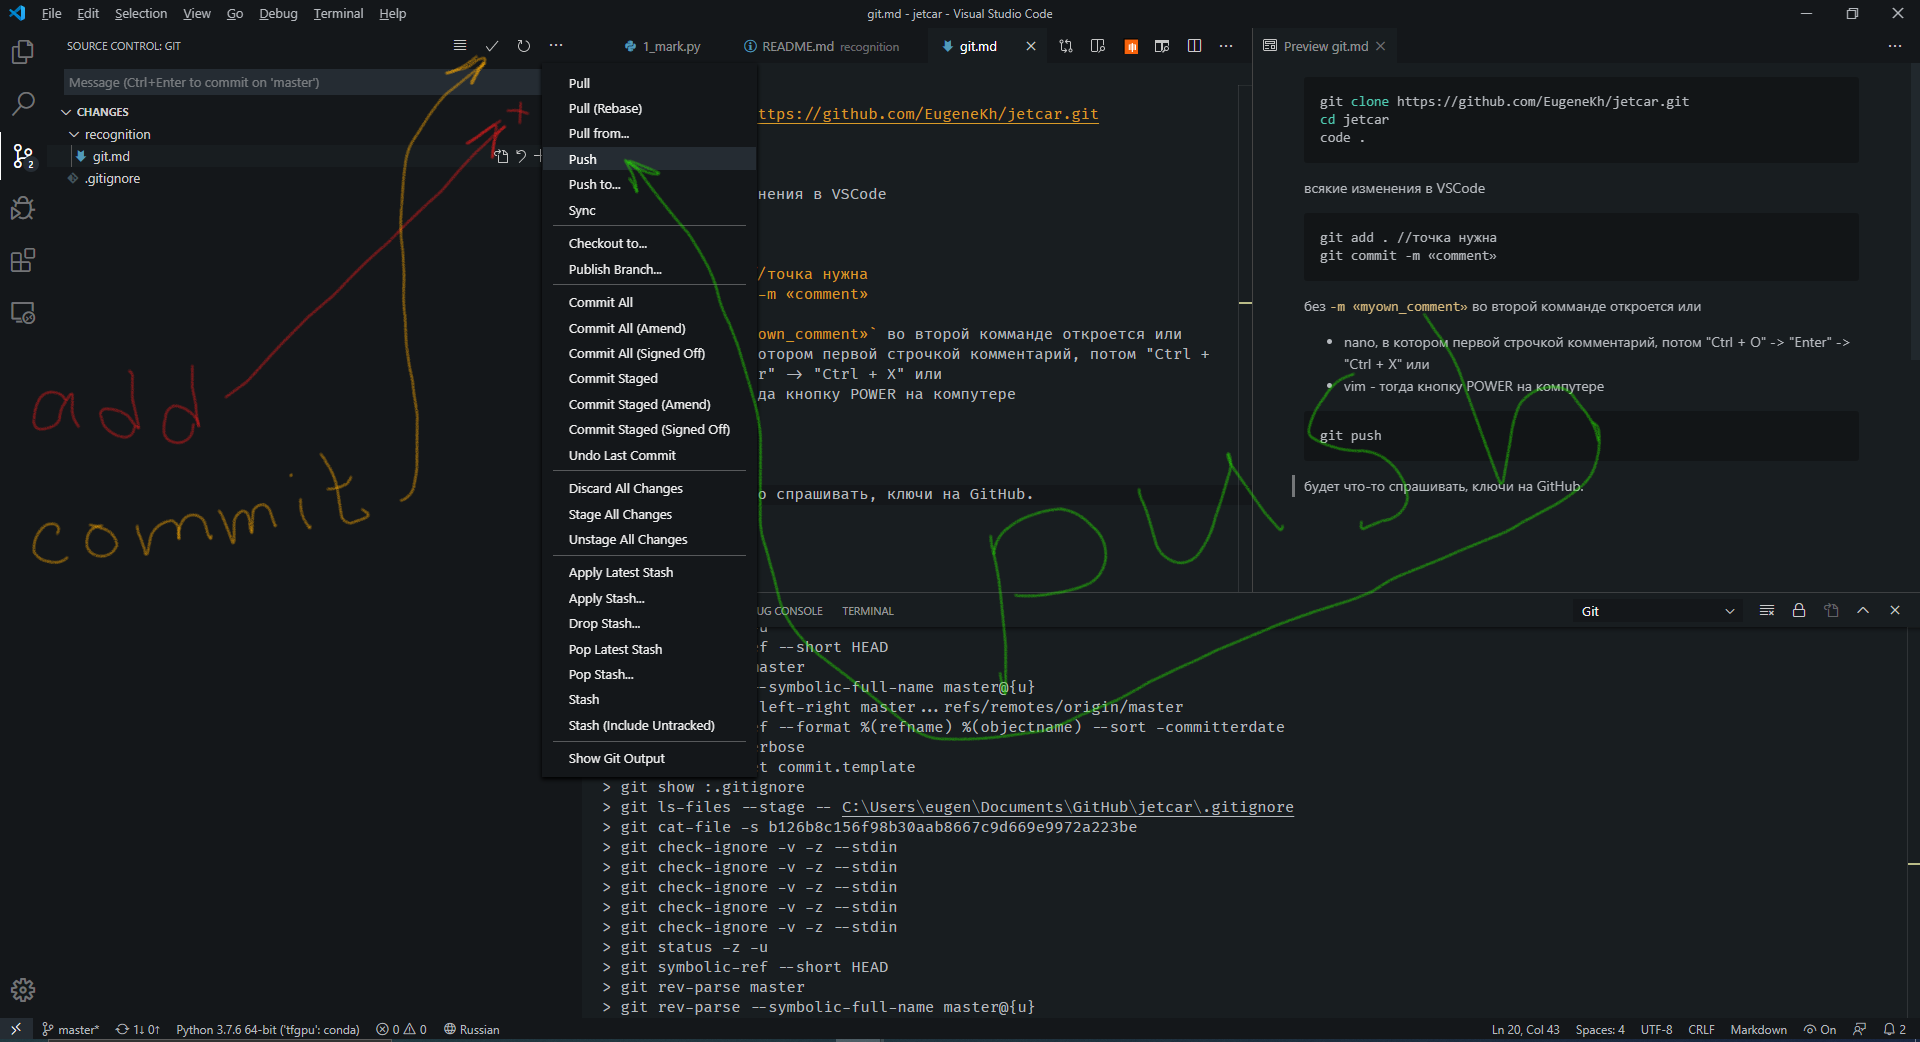 File Edit Selection View Go Debug Terminal Help
git.md - jetcar - Visual Studio Code
SOURCE CONTROL: GIT
Message (Ctrl+Enter to commit on 'master')
CHANGES
recognition
git.md
.gitignore
2
add
commit
Pull
Pull (Rebase)
Pull from...
Push
Push to...
Sync
Checkout to...
Publish Branch...
Commit All
Commit All (Amend)
Commit All (Signed Off)
Commit Staged
Commit Staged (Amend)
Commit Staged (Signed Off)
Undo Last Commit
Discard All Changes
Stage All Changes
Unstage All Changes
Apply Latest Stash
Apply Stash...
Drop Stash...
Pop Latest Stash
Pop Stash...
Stash
Stash (Include Untracked)
Show Git Output
1_mark.py README.md recognition git.md
ttps://github.com/EugeneKh/jetcar.git
нения в VSCode
/точка нужна
-m «comment»
own_comment»` во второй комманде откроется или
отором первой строчкой комментарий, потом "Ctrl +
r" -> "Ctrl + X" или
да кнопку POWER на компутере
о спрашивать, ключи на GitHub.
push
Preview git.md
git clone https://github.com/EugeneKh/jetcar.git
cd jetcar
code .
всякие изменения в VSCode
git add . //точка нужна
git commit -m «comment»
без -m «myown_comment» во второй комманде откроется или
• nano, в котором первой строчкой комментарий, потом "Ctrl + O" -> "Enter" ->
"Ctrl + X" или
• vim - тогда кнопку POWER на компутере
git push
будет что-то спрашивать, ключи на GitHub.
UG CONSOLE TERMINAL
Git
u
f --short HEAD
aster
-symbolic-full-name master@{u}
left-right master...refs/remotes/origin/master
f --format %(refname) %(objectname) --sort -committerdate
rbose
t commit.template
> git show :.gitignore
> git ls-files --stage -- C:\Users\eugen\Documents\GitHub\jetcar\.gitignore
> git cat-file -s b126b8c156f98b30aab8667c9d669e9972a223be
> git check-ignore -v -z --stdin
> git check-ignore -v -z --stdin
> git check-ignore -v -z --stdin
> git check-ignore -v -z --stdin
> git check-ignore -v -z --stdin
> git status -z -u
> git symbolic-ref --short HEAD
> git rev-parse master
> git rev-parse --symbolic-full-name master@{u}
master* 1↓ 0↑ Python 3.7.6 64-bit ('tfgpu': conda) 0 0 Russian
Ln 20, Col 43 Spaces: 4 UTF-8 CRLF Markdown On 2